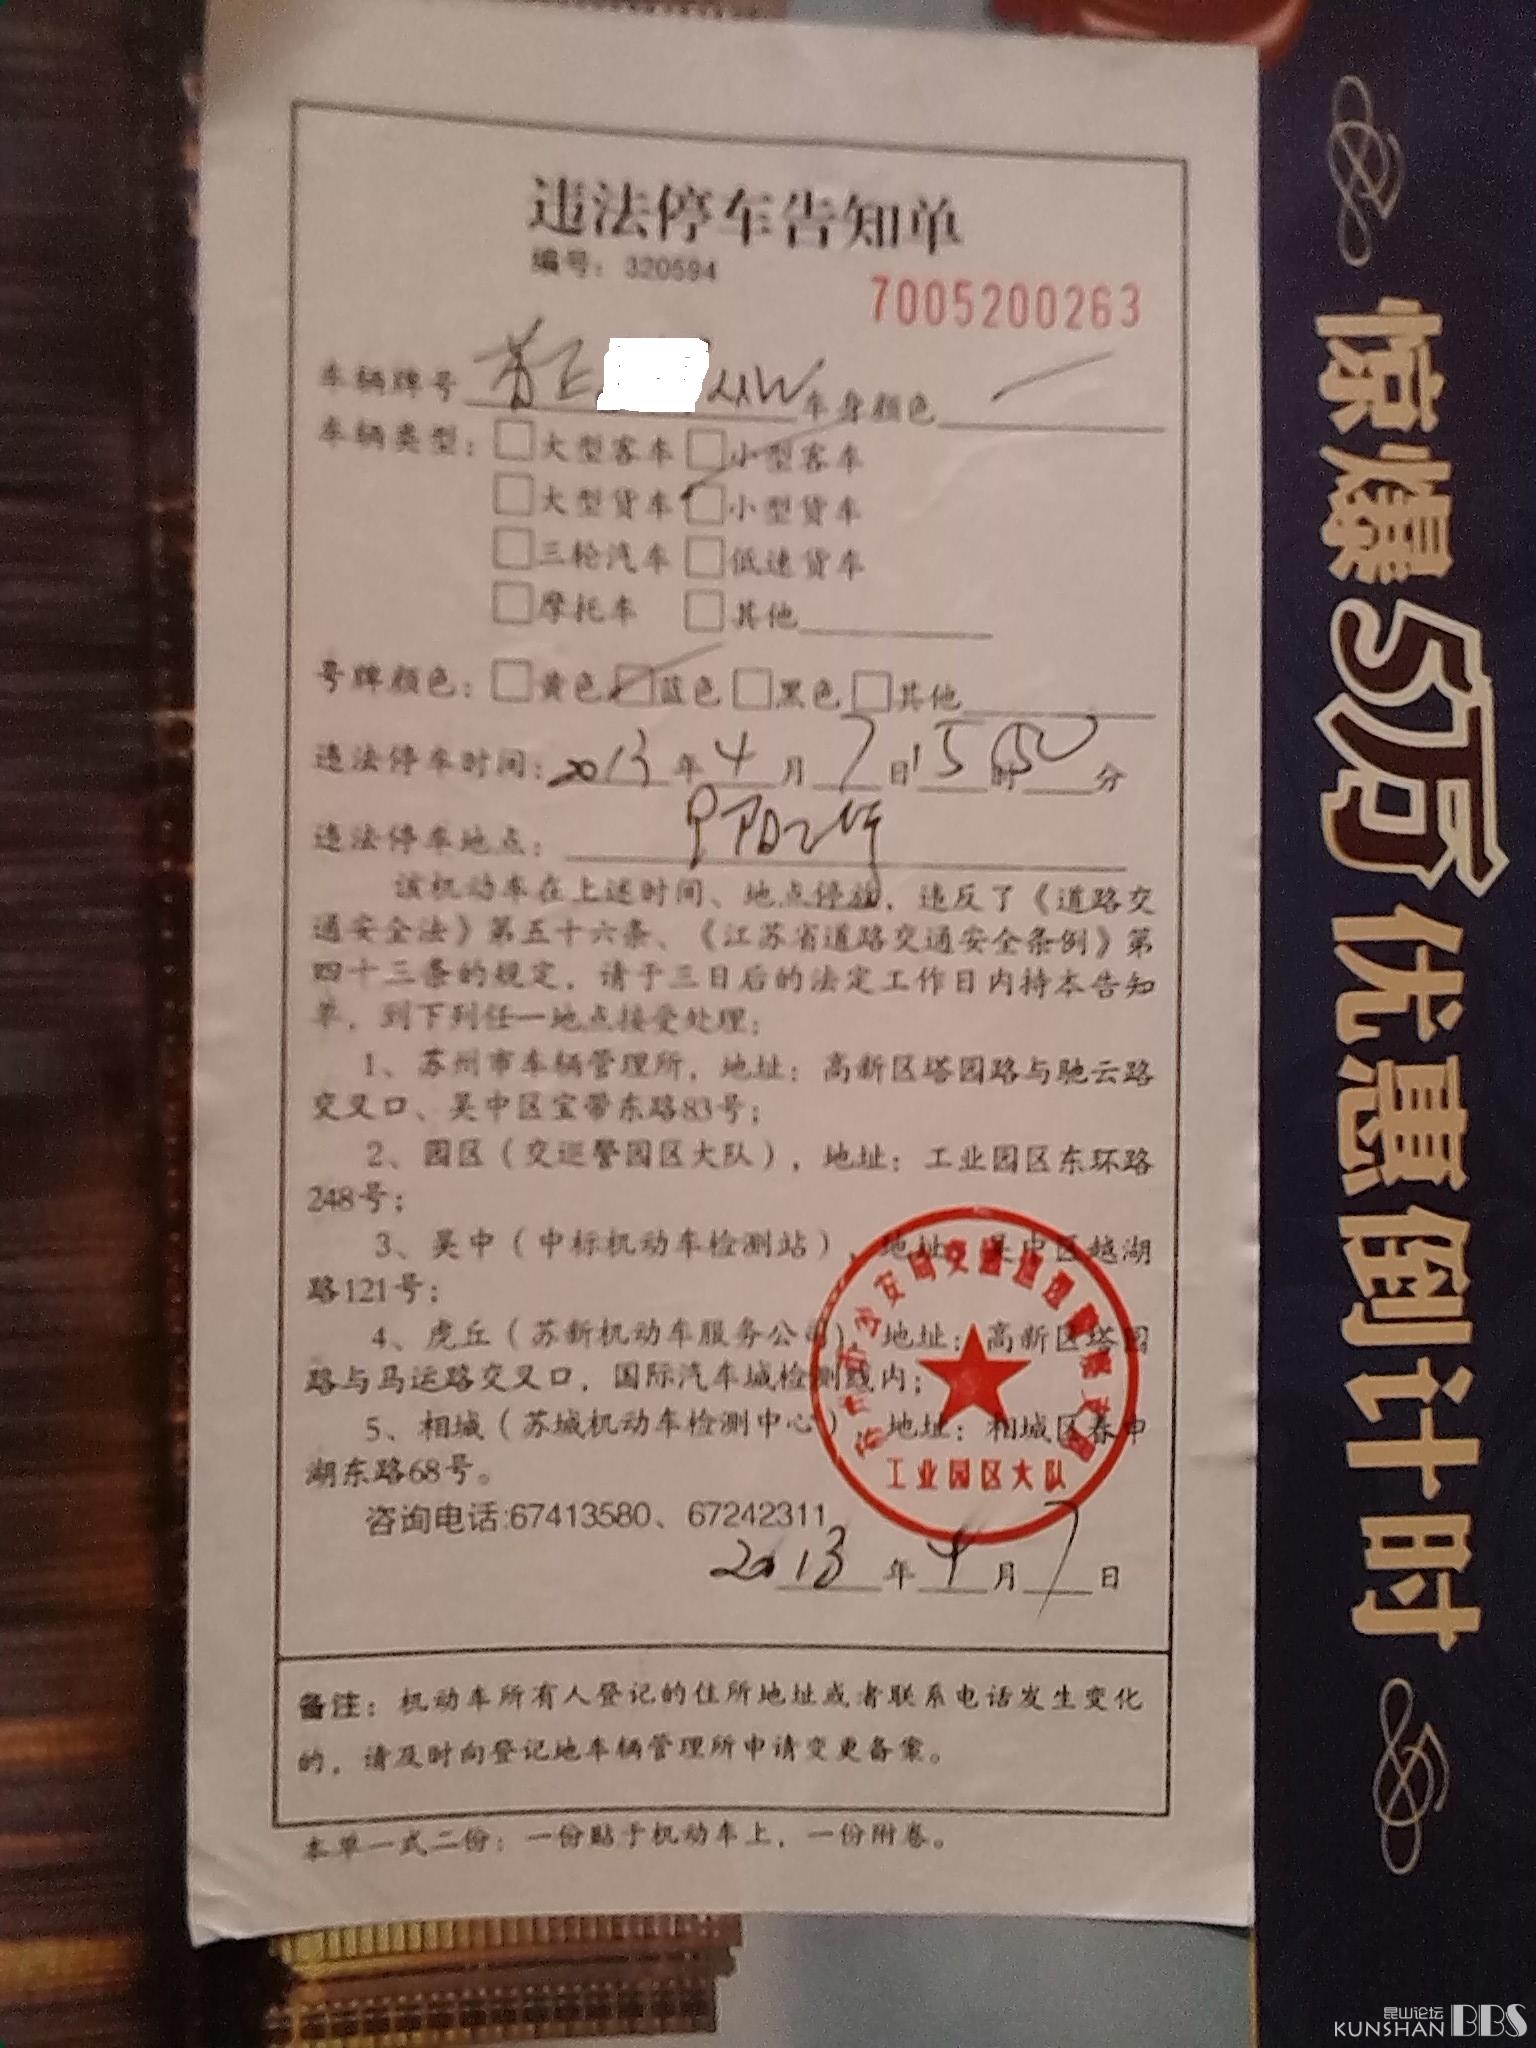 违法停车告知单
编号：320594
7005200263
车辆牌号 苏E 车身颜色
车辆类型：□大型客车 □小型客车
□大型货车 □小型货车
□三轮汽车 □低速货车
□摩托车 □其他
号牌颜色：□黄色 □蓝色 □黑色 □其他
违法停车时间：2013年4月7日15时50分
违法停车地点：
该机动车在上述时间、地点停放，违反了《道路交
通安全法》第五十六条、《江苏省道路交通安全条例》第
四十三条的规定，请于三日后的法定工作日内持本告知
单，到下列任一地点接受处理：
1、苏州市车辆管理所，地址：高新区塔园路与驰云路
交叉口、吴中区宝带东路83号；
2、园区（交巡警园区大队），地址：工业园区东环路
248号；
3、吴中（中标机动车检测站），地址：吴中区越湖
路121号；
4、虎丘（苏新机动车服务公司），地址：高新区塔园
路与马运路交叉口，国际汽车城检测线内；
5、相城（苏城机动车检测中心），地址：相城区春申
湖东路68号。
咨询电话:67413580、67242311
工业园区大队
2013年4月7日
备注：机动车所有人登记的住所地址或者联系电话发生变化
的，请及时向登记地车辆管理所申请变更备案。
本单一式二份：一份贴于机动车上，一份附卷。
惊爆5万优惠倒计时
昆山论坛
KUNSHAN BBS